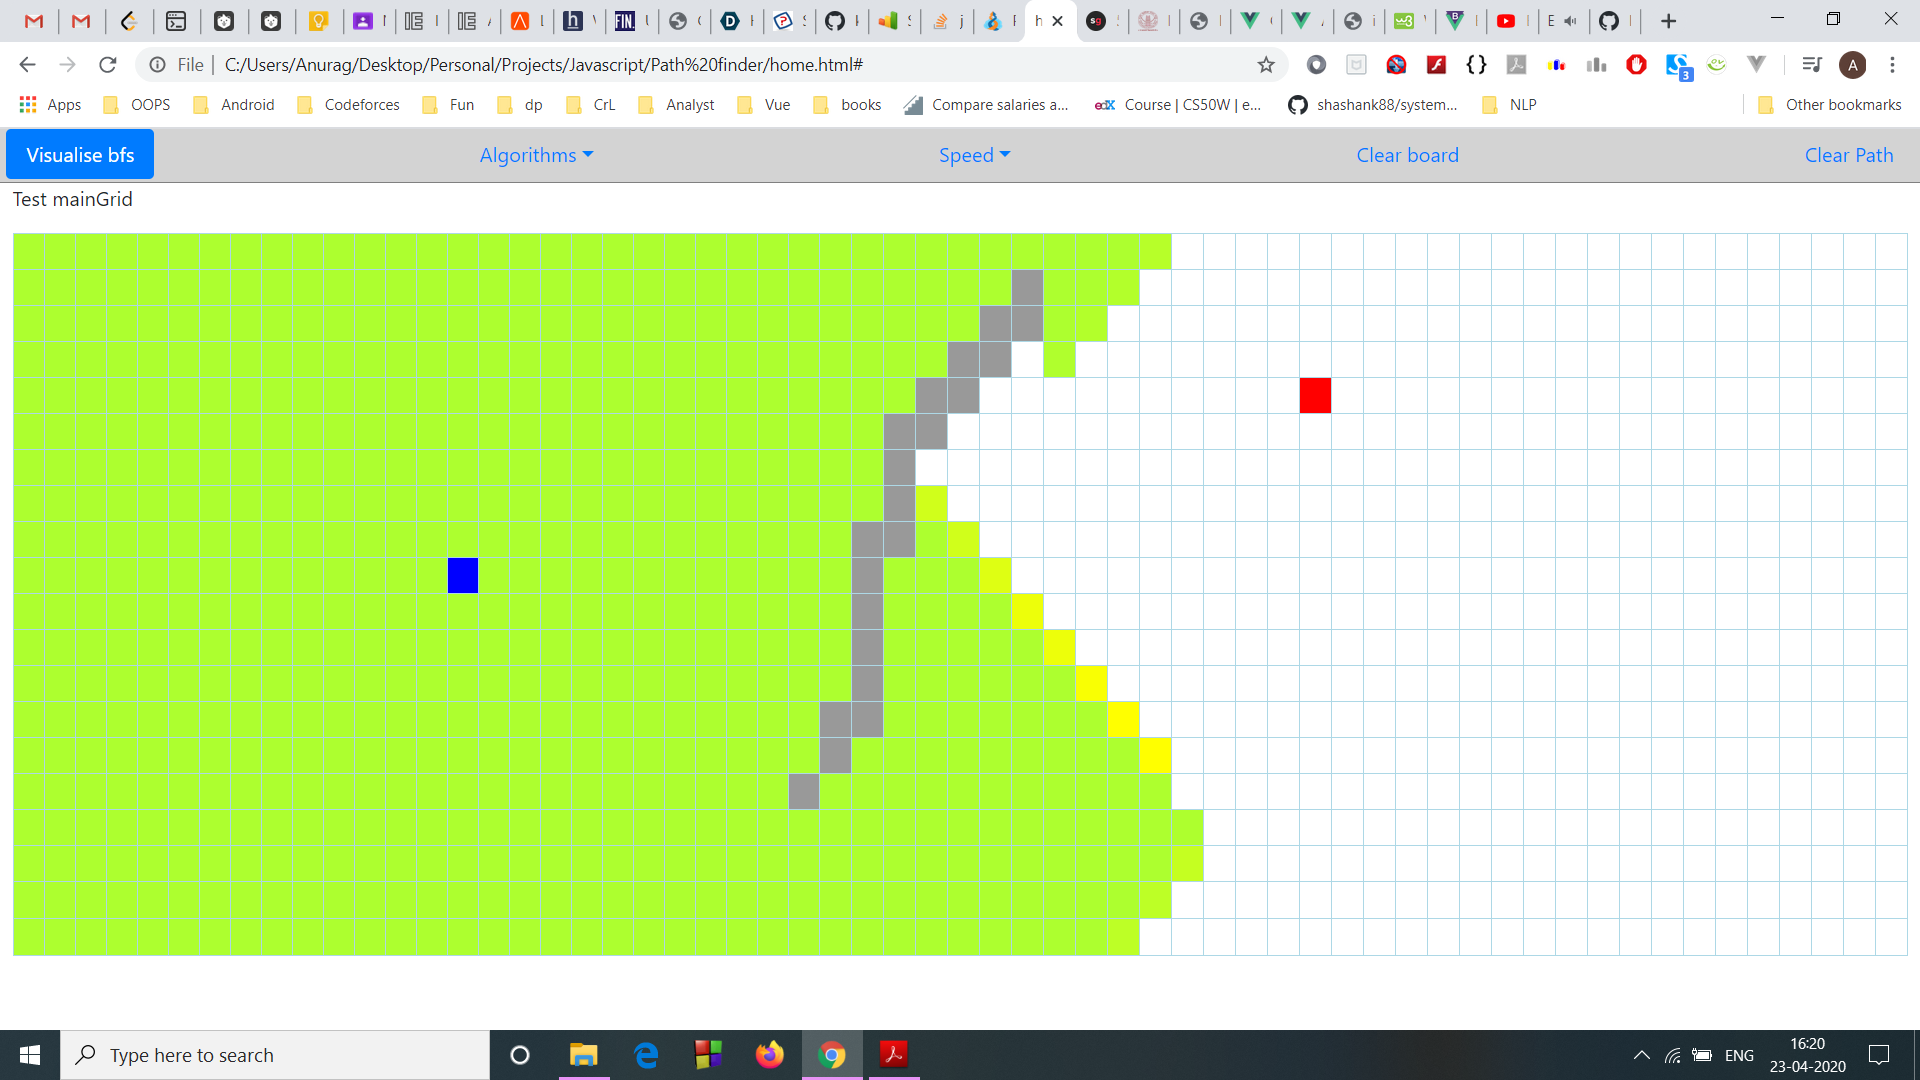 File C:/Users/Anurag/Desktop/Personal/Projects/Javascript/Path%20finder/home.html#
A
3
Apps OOPS Android Codeforces Fun dp CrL Analyst Vue books Compare salaries a... edX Course | CS50W | e... shashank88/system... NLP Other bookmarks
Visualise bfs Algorithms Speed Clear board Clear Path
Test mainGrid
Type here to search
ENG
16:20
23-04-2020